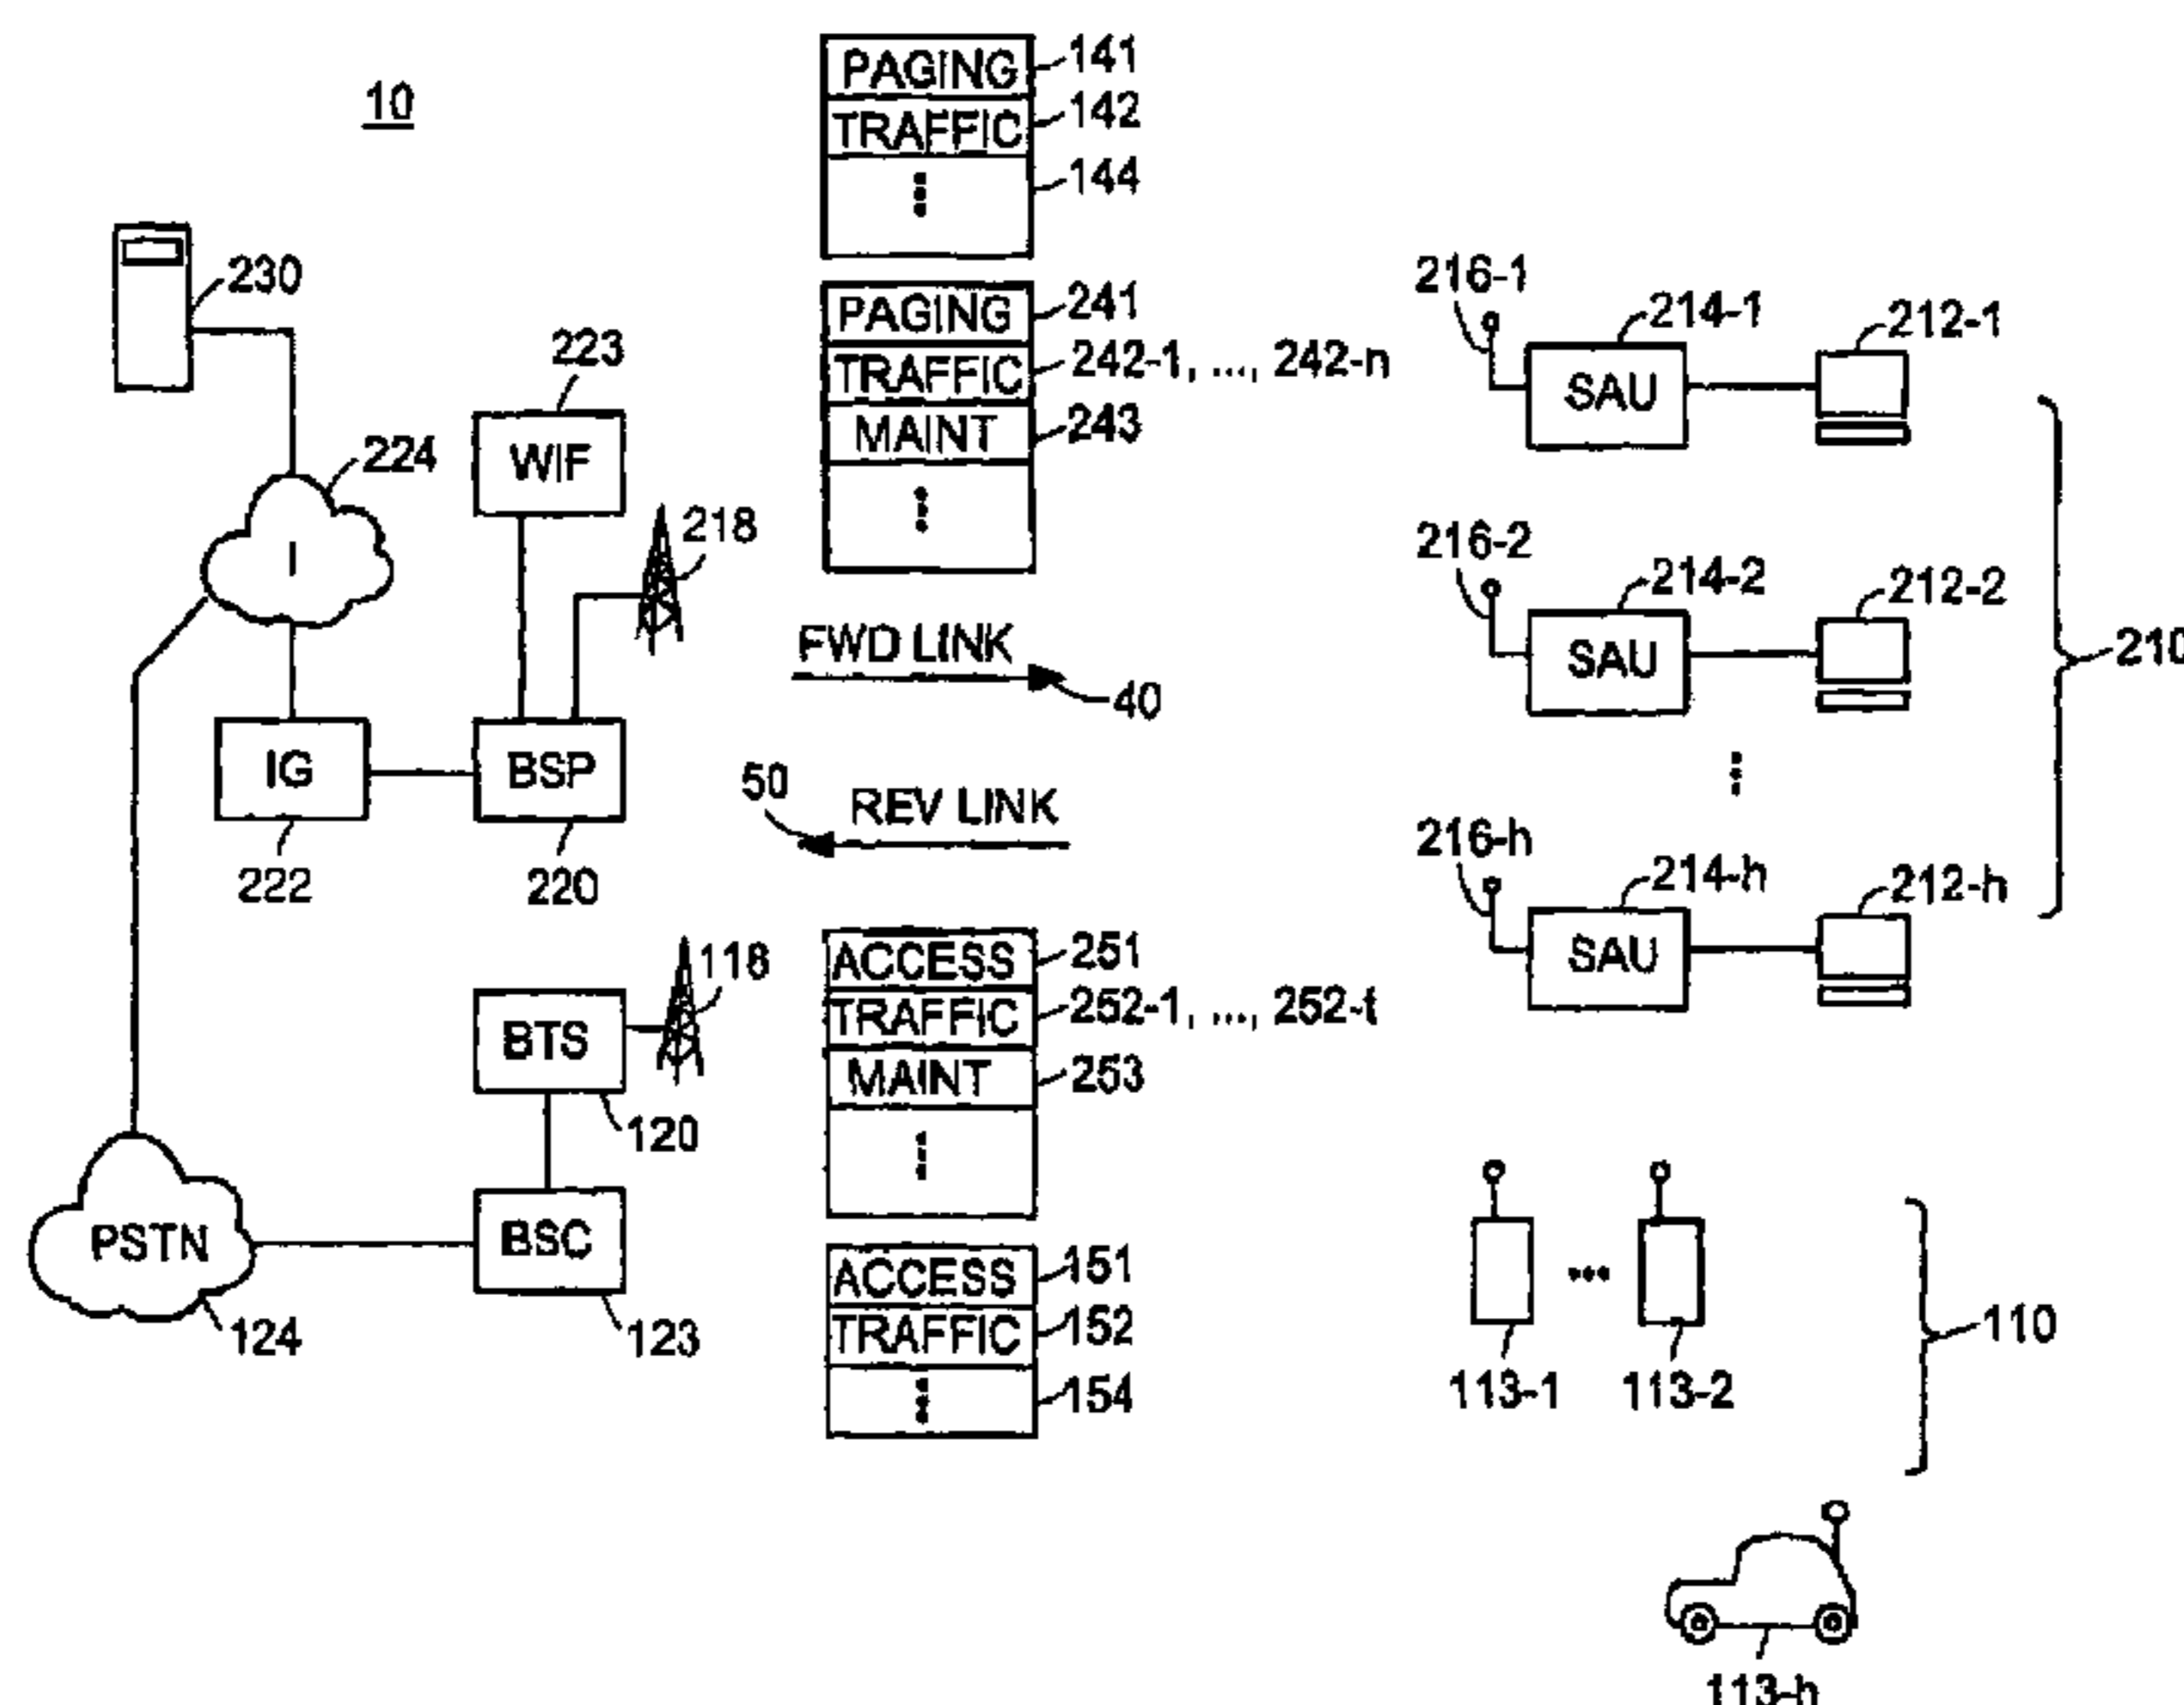 10
PAGING 141
TRAFFIC 142
144
230
PAGING 241
TRAFFIC 242-1, ..., 242-n
MAINT 243
223
WIF
224
I
218
FWD LINK
40
IG
BSP
222
220
50
REV LINK
216-1
214-1
212-1
SAU
216-2
214-2
212-2
SAU
210
216-h
214-h
212-h
SAU
118
BTS
120
BSC
123
PSTN
124
ACCESS 251
TRAFFIC 252-1, ..., 252-t
MAINT 253
ACCESS 151
TRAFFIC 152
154
113-1
113-2
110
113-h